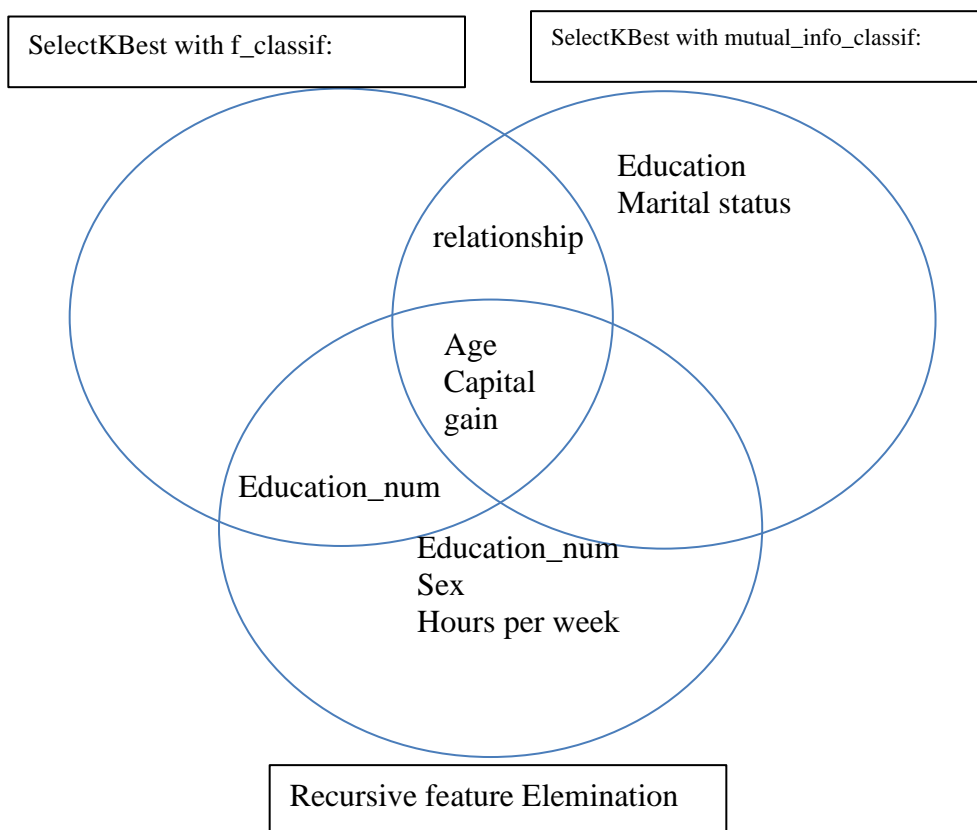 SelectKBest with f_classif:
SelectKBest with mutual_info_classif:
Education
Marital status
relationship
Age
Capital
gain
Education_num
Education_num
Sex
Hours per week
Recursive feature Elemination